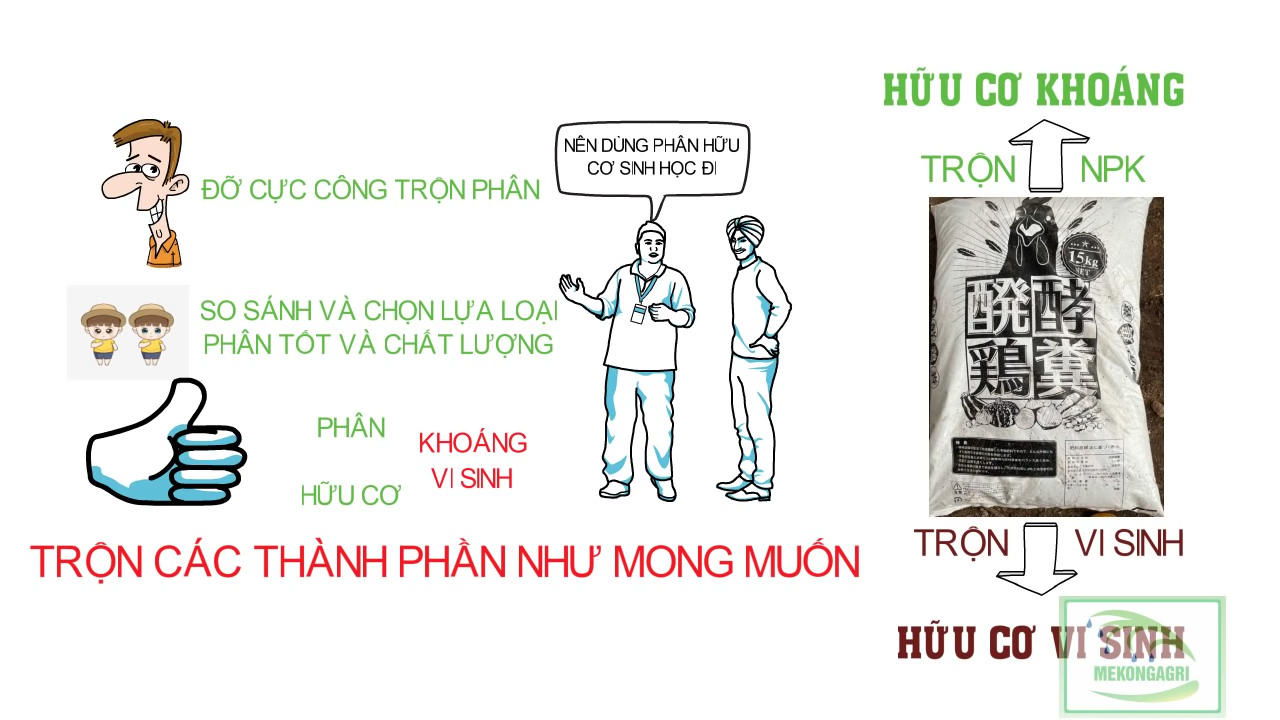 HỮU CƠ KHOÁNG
TRỘN NPK
NÊN DÙNG PHÂN HỮU
CƠ SINH HỌC ĐI
ĐỠ CỰC CÔNG TRỘN PHÂN
SO SÁNH VÀ CHỌN LỰA LOẠI
PHÂN TỐT VÀ CHẤT LƯỢNG
PHÂN
HỮU CƠ
KHOÁNG
VI SINH
TRỘN CÁC THÀNH PHẦN NHƯ MONG MUỐN
15kg
NET
醗酵
鶏糞
TRỘN VI SINH
HỮU CƠ VI SINH
MEKONGAGRI